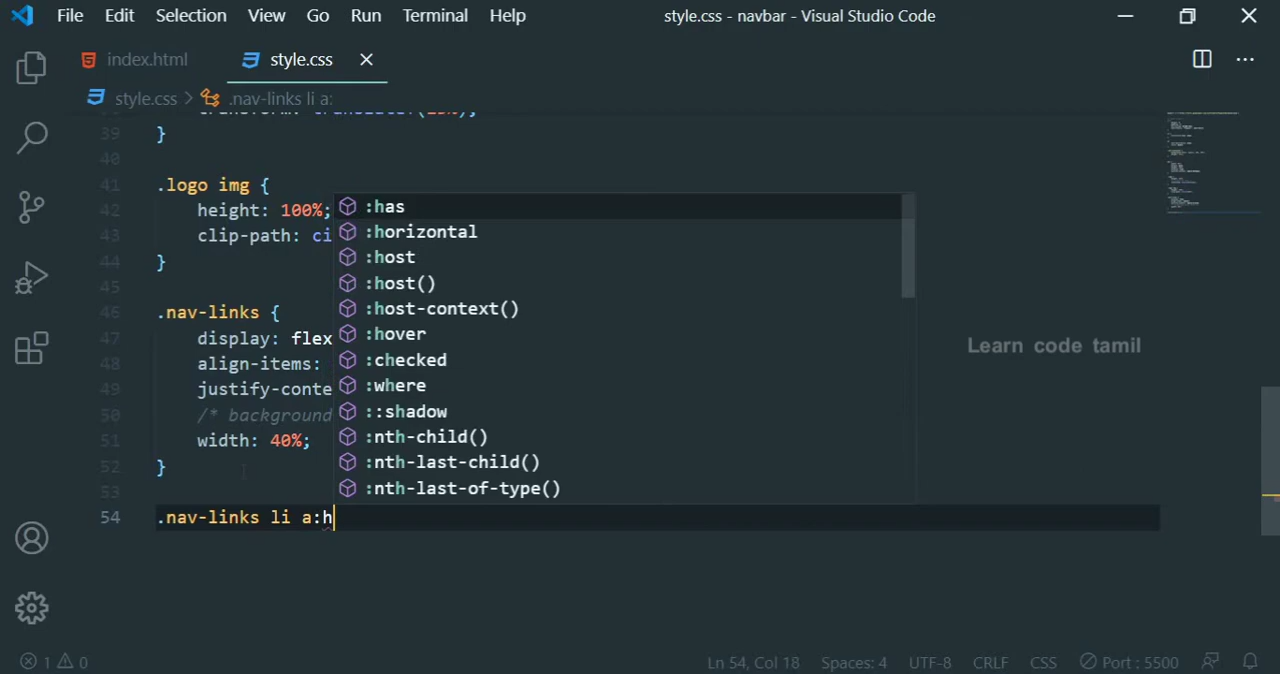 File Edit Selection View Go Run Terminal Help style.css - navbar - Visual Studio Code
index.html style.css
style.css > .nav-links li a:
39 }
40
41 .logo img {
42 height: 100%;
43 clip-path: ci
44 }
45
46 .nav-links {
47 display: flex
48 align-items:
49 justify-conte
50 /* background
51 width: 40%;
52 }
53
54 .nav-links li a:h
:has
:horizontal
:host
:host()
:host-context()
:hover
:checked
:where
::shadow
:nth-child()
:nth-last-child()
:nth-last-of-type()
Learn code tamil
1 0 Ln 54, Col 18 Spaces: 4 UTF-8 CRLF CSS Port : 5500